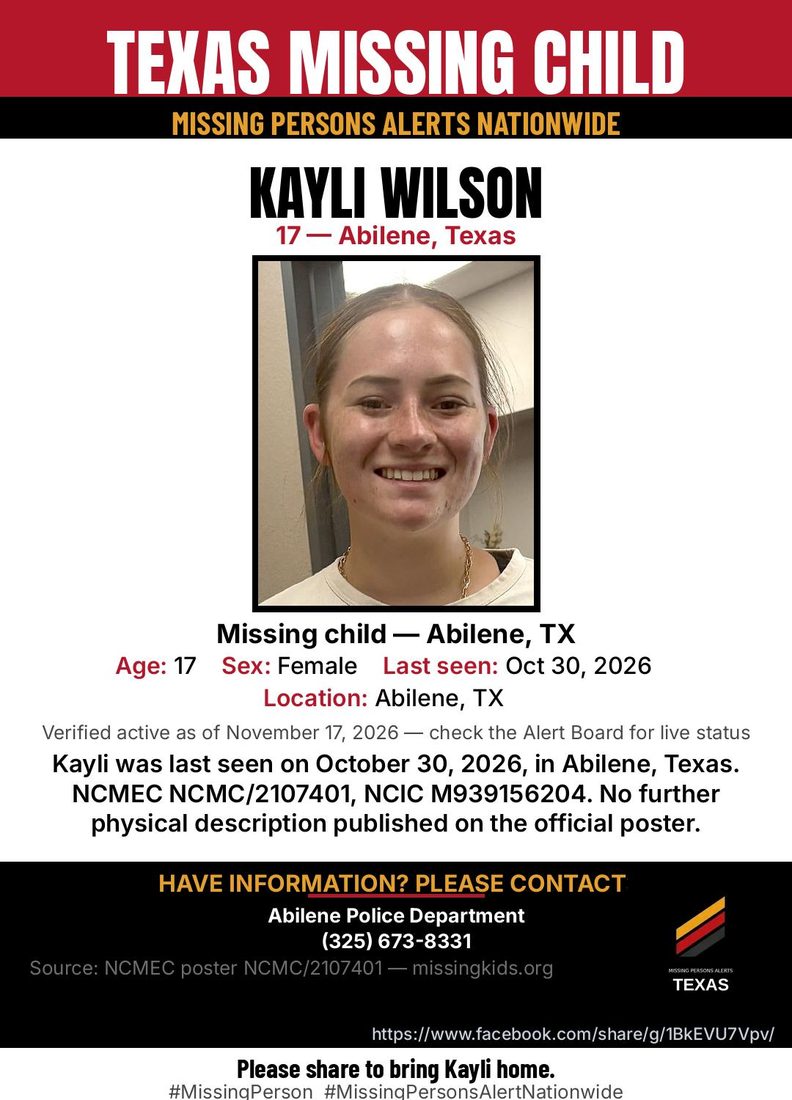 TEXAS MISSING CHILD
MISSING PERSONS ALERTS NATIONWIDE
KAYLI WILSON
17 — Abilene, Texas
Missing child — Abilene, TX
Age: 17 Sex: Female Last seen: Oct 30, 2026
Location: Abilene, TX
Verified active as of November 17, 2026 — check the Alert Board for live status
Kayli was last seen on October 30, 2026, in Abilene, Texas.
NCMEC NCMC/2107401, NCIC M939156204. No further
physical description published on the official poster.
HAVE INFORMATION? PLEASE CONTACT
Abilene Police Department
(325) 673-8331
Source: NCMEC poster NCMC/2107401 — missingkids.org
MISSING PERSONS ALERTS
TEXAS
https://www.facebook.com/share/g/1BkEVU7Vpv/
Please share to bring Kayli home.
#MissingPerson #MissingPersonsAlertNationwide